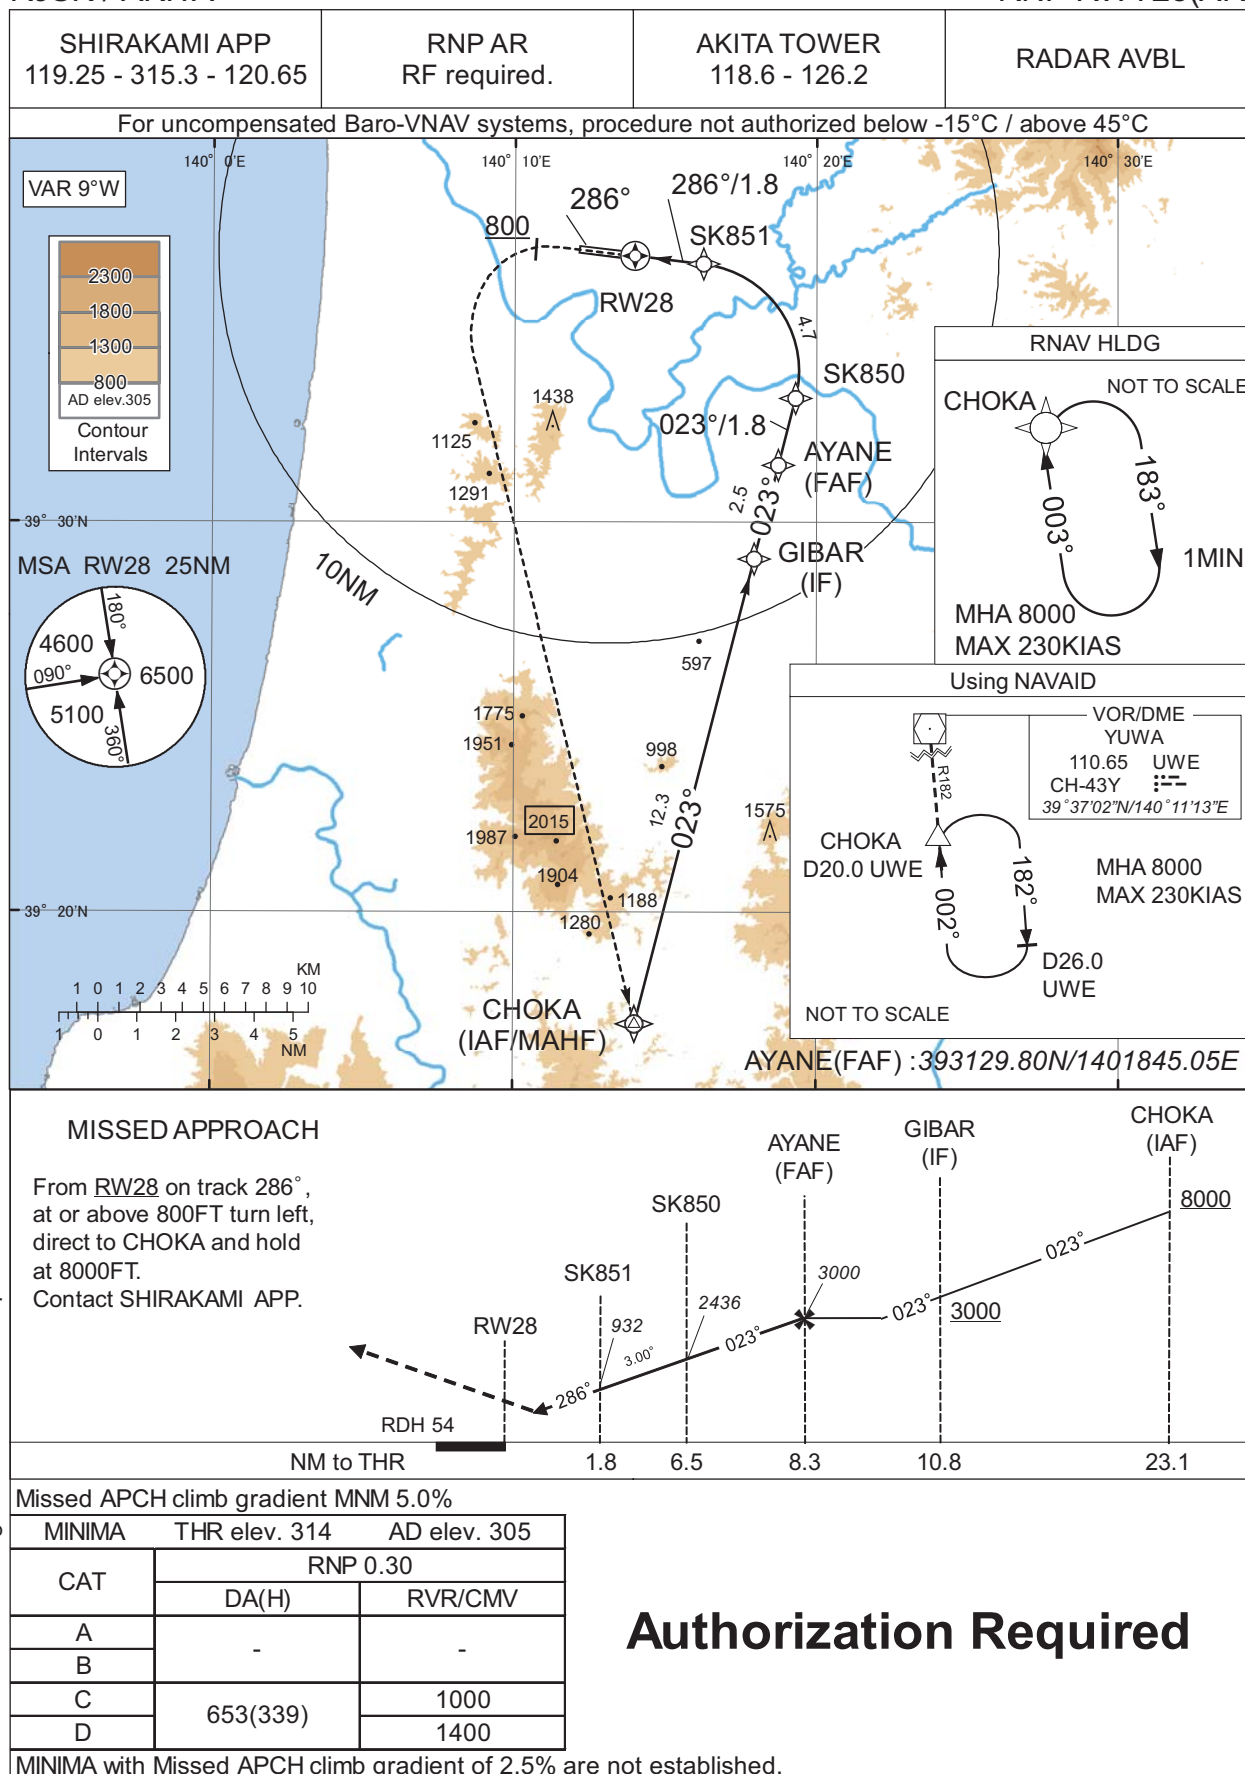 SHIRAKAMI APP
119.25 - 315.3 - 120.65
RNP AR
RF required.
AKITA TOWER
118.6 - 126.2
RADAR AVBL
For uncompensated Baro-VNAV systems, procedure not authorized below -15°C / above 45°C
140° 0'E
140° 10'E
140° 20'E
140° 30'E
VAR 9°W
2300
1800
1300
800
AD elev.305
Contour
Intervals
800
286°
286°/1.8
SK851
RW28
4.7
SK850
023°/1.8
AYANE
(FAF)
2.5
023°
GIBAR
(IF)
1438
1125
1291
39° 30'N
10NM
597
1775
1951
998
12.3
023°
1575
2015
1987
1904
1188
1280
39° 20'N
CHOKA
(IAF/MAHF)
MSA RW28 25NM
180°
4600
090°
6500
5100
360°
KM
1 0 1 2 3 4 5 6 7 8 9 10
1 0 1 2 3 4 5
NM
RNAV HLDG
NOT TO SCALE
CHOKA
183°
003°
1MIN
MHA 8000
MAX 230KIAS
Using NAVAID
VOR/DME
YUWA
110.65 UWE
CH-43Y
39°37'02"N/140°11'13"E
R182
CHOKA
D20.0 UWE
182°
002°
MHA 8000
MAX 230KIAS
D26.0
UWE
NOT TO SCALE
AYANE(FAF) :393129.80N/1401845.05E
MISSED APPROACH
From RW28 on track 286°,
at or above 800FT turn left,
direct to CHOKA and hold
at 8000FT.
Contact SHIRAKAMI APP.
CHOKA
(IAF)
GIBAR
(IF)
AYANE
(FAF)
SK850
SK851
RW28
8000
023°
3000
023°
3000
2436
023°
932
3.00°
286°
RDH 54
NM to THR 1.8 6.5 8.3 10.8 23.1
Missed APCH climb gradient MNM 5.0%
MINIMA THR elev. 314 AD elev. 305
CAT RNP 0.30
DA(H) RVR/CMV
A - -
B
C 653(339) 1000
D 1400
Authorization Required
MINIMA with Missed APCH climb gradient of 2.5% are not established.